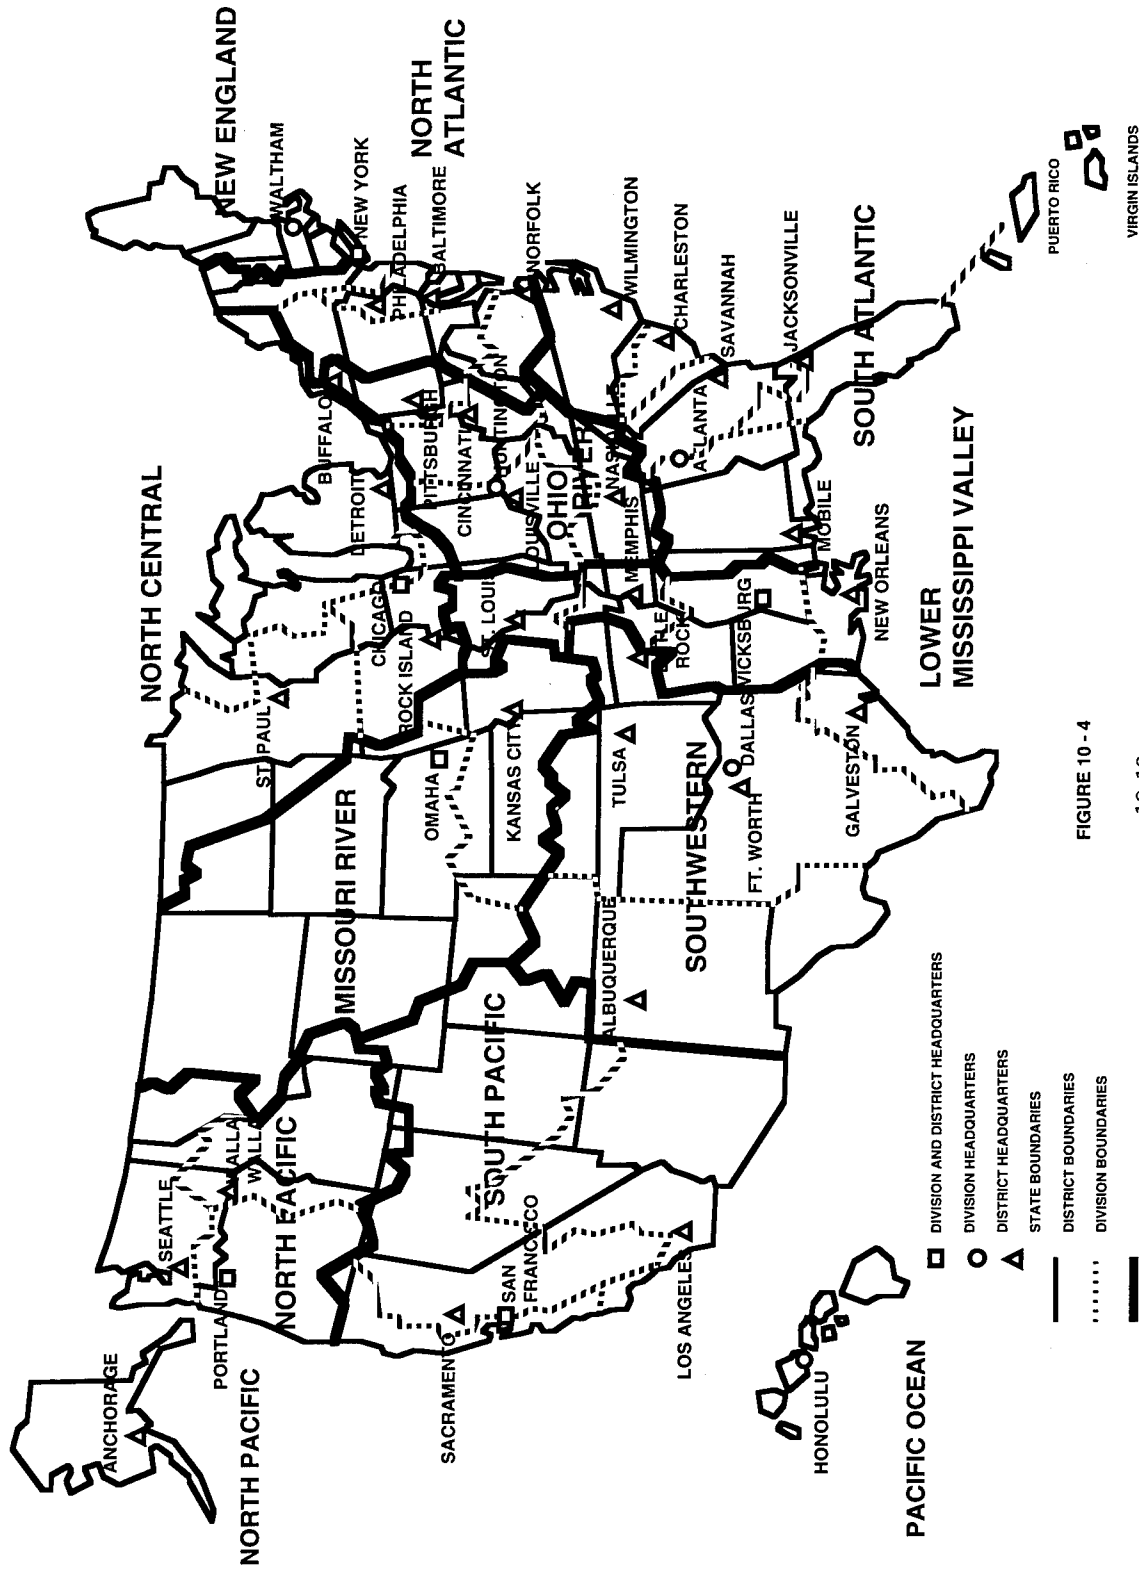 ANCHORAGE
NORTH PACIFIC
PORTLAND
SEATTLE
WALLA
WALLA
NORTH PACIFIC
SACRAMENTO
SAN
FRANCISCO
SOUTH PACIFIC
LOS ANGELES
HONOLULU
PACIFIC OCEAN
MISSOURI RIVER
OMAHA
KANSAS CITY
ALBUQUERQUE
TULSA
SOUTHWESTERN
DALLAS
FT. WORTH
GALVESTON
NORTH CENTRAL
ST. PAUL
ROCK ISLAND
CHICAGO
DETROIT
BUFFALO
ST. LOUIS
LITTLE
ROCK
MEMPHIS
VICKSBURG
NEW ORLEANS
LOWER
MISSISSIPPI VALLEY
PITTSBURGH
CINCINNATI
HUNTINGTON
LOUISVILLE
OHIO
RIVER
NASHVILLE
NEW ENGLAND
WALTHAM
NEW YORK
PHILADELPHIA
BALTIMORE
NORTH
ATLANTIC
NORFOLK
WILMINGTON
CHARLESTON
SAVANNAH
ATLANTA
JACKSONVILLE
MOBILE
SOUTH ATLANTIC
PUERTO RICO
VIRGIN ISLANDS
DIVISION AND DISTRICT HEADQUARTERS
DIVISION HEADQUARTERS
DISTRICT HEADQUARTERS
STATE BOUNDARIES
DISTRICT BOUNDARIES
DIVISION BOUNDARIES
FIGURE 10 - 4